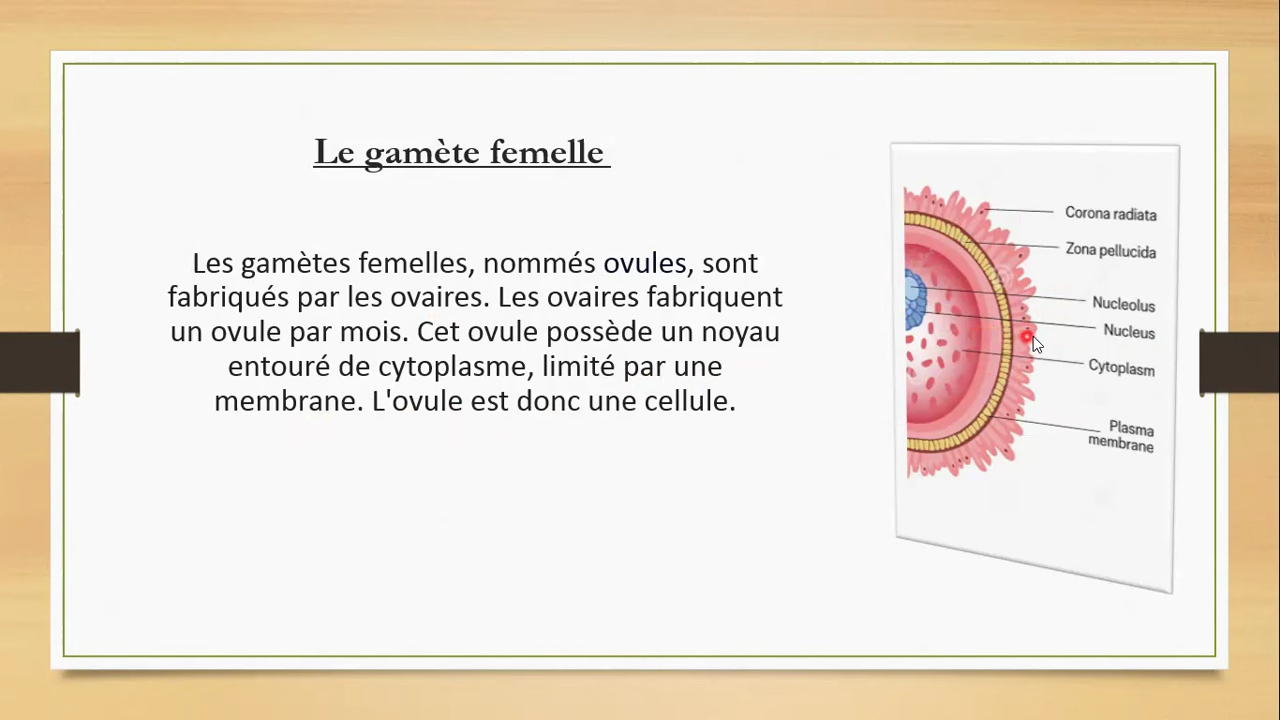 Le gamète femelle
Les gamètes femelles, nommés ovules, sont
fabriqués par les ovaires. Les ovaires fabriquent
un ovule par mois. Cet ovule possède un noyau
entouré de cytoplasme, limité par une
membrane. L'ovule est donc une cellule.
Corona radiata
Zona pellucida
Nucleolus
Nucleus
Cytoplasm
Plasma
membrane